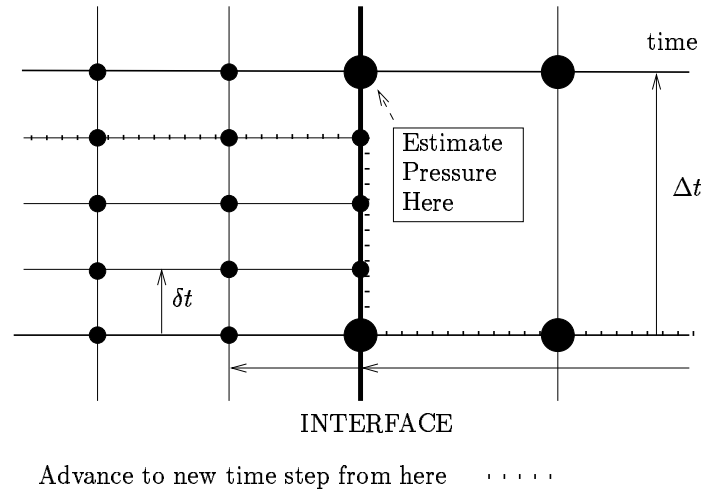 time
Estimate
Pressure
Here
Δt
δt
INTERFACE
Advance to new time step from here